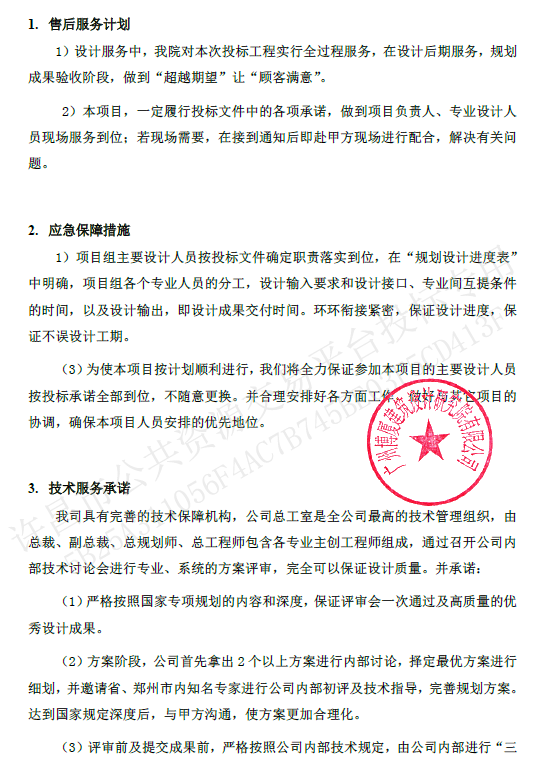 1. 售后服务计划
1）设计服务中，我院对本次投标工程实行全过程服务，在设计后期服务，规划
成果验收阶段，做到“超越期望”让“顾客满意”。
2）本项目，一定履行投标文件中的各项承诺，做到项目负责人、专业设计人
员现场服务到位；若现场需要，在接到通知后即赴甲方现场进行配合，解决有关问
题。
2. 应急保障措施
1）项目组主要设计人员按投标文件确定职责落实到位，在“规划设计进度表”
中明确，项目组各个专业人员的分工，设计输入要求和设计接口、专业间互提条件
的时间，以及设计输出，即设计成果交付时间。环环衔接紧密，保证设计进度，保
证不误设计工期。
（3）为使本项目按计划顺利进行，我们将全力保证参加本项目的主要设计人员
按投标承诺全部到位，不随意更换。并合理安排好各方面工作，做好与其它项目的
协调，确保本项目人员安排的优先地位。
3. 技术服务承诺
我司具有完善的技术保障机构，公司总工室是全公司最高的技术管理组织，由
总裁、副总裁、总规划师、总工程师包含各专业主创工程师组成，通过召开公司内
部技术讨论会进行专业、系统的方案评审，完全可以保证设计质量。并承诺：
（1）严格按照国家专项规划的内容和深度，保证评审会一次通过及高质量的优
秀设计成果。
（2）方案阶段，公司首先拿出 2 个以上方案进行内部讨论，择定最优方案进行
细划，并邀请省、郑州市内知名专家进行公司内部初评及技术指导，完善规划方案。
达到国家规定深度后，与甲方沟通，使方案更加合理化。
（3）评审前及提交成果前，严格按照公司内部技术规定，由公司内部进行“三